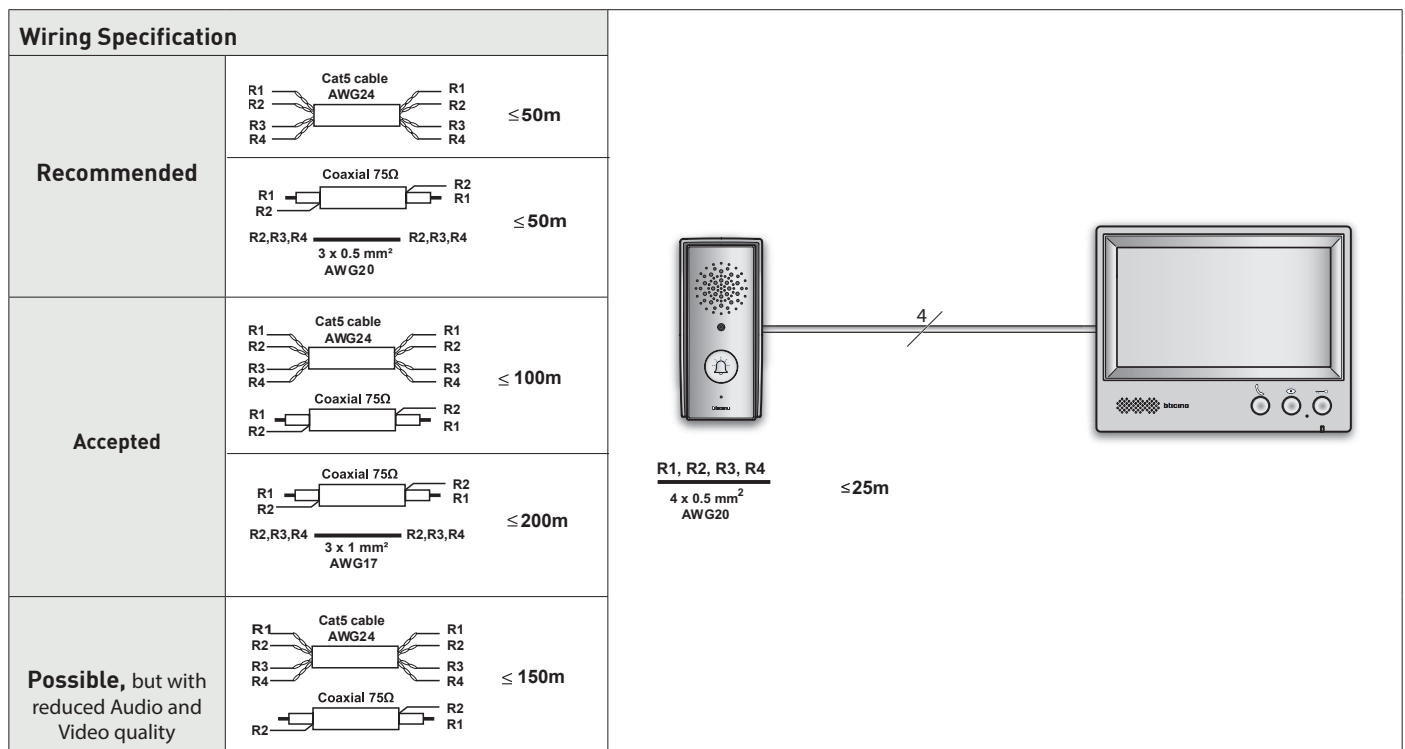 Wiring Specification
Recommended
Cat5 cable
AWG24
R1 R1
R2 R2
R3 R3
R4 R4
≤50m
Coaxial 75Ω
R1 R2
R2 R1
R2,R3,R4 R2,R3,R4
3 x 0.5 mm²
AWG20
≤50m
Accepted
Cat5 cable
AWG24
R1 R1
R2 R2
R3 R3
R4 R4
≤ 100m
Coaxial 75Ω
R1 R2
R2 R1
Coaxial 75Ω
R1 R2
R2 R1
R2,R3,R4 R2,R3,R4
3 x 1 mm²
AWG17
≤200m
Possible, but with
reduced Audio and
Video quality
Cat5 cable
AWG24
R1 R1
R2 R2
R3 R3
R4 R4
≤ 150m
Coaxial 75Ω
R2
R2 R1
4
bticino
bticino
R1, R2, R3, R4
4 x 0.5 mm²
AWG20
≤25m